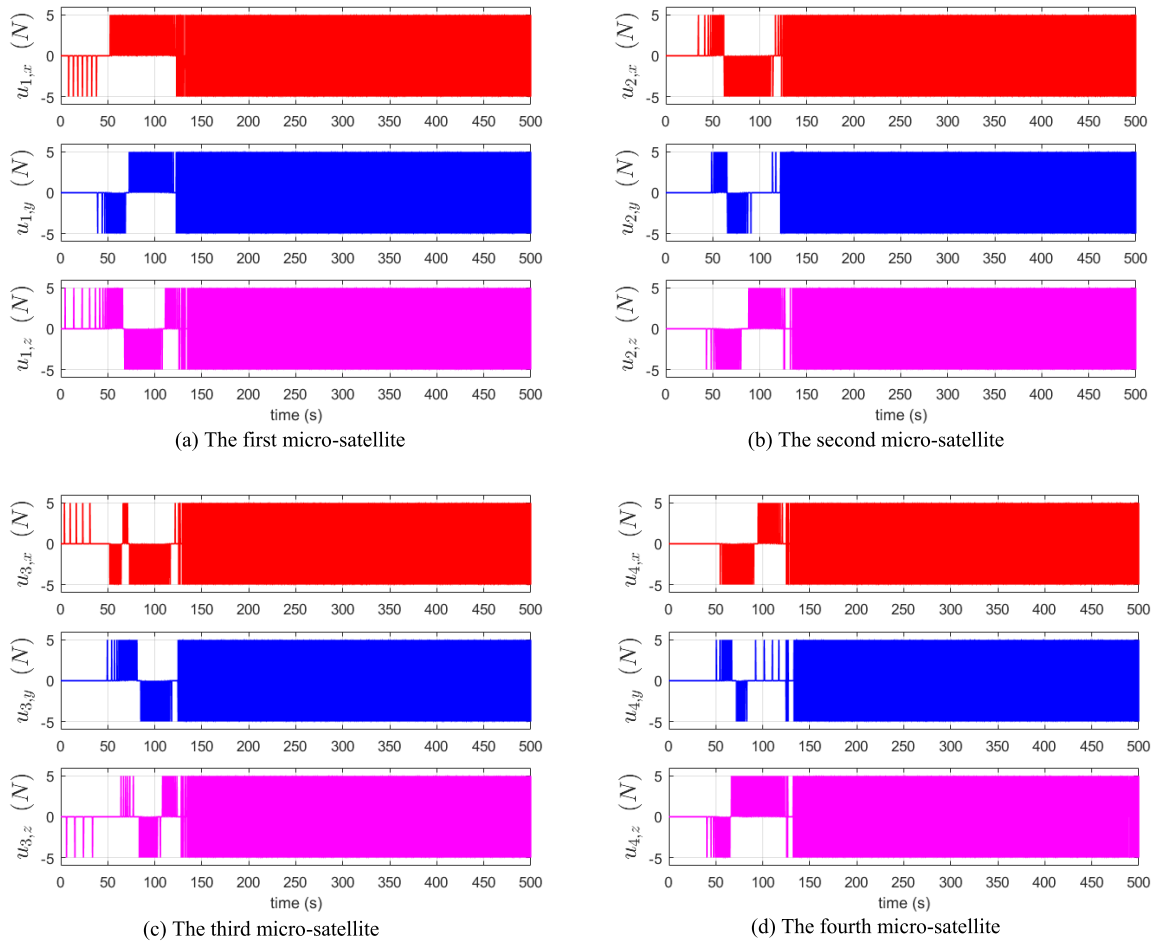 u1,x (N)
5
0
-5
0 50 100 150 200 250 300 350 400 450 500
u1,y (N)
5
0
-5
0 50 100 150 200 250 300 350 400 450 500
u1,z (N)
5
0
-5
0 50 100 150 200 250 300 350 400 450 500
time (s)
(a) The first micro-satellite
u2,x (N)
5
0
-5
0 50 100 150 200 250 300 350 400 450 500
u2,y (N)
5
0
-5
0 50 100 150 200 250 300 350 400 450 500
u2,z (N)
5
0
-5
0 50 100 150 200 250 300 350 400 450 500
time (s)
(b) The second micro-satellite
u3,x (N)
5
0
-5
0 50 100 150 200 250 300 350 400 450 500
u3,y (N)
5
0
-5
0 50 100 150 200 250 300 350 400 450 500
u3,z (N)
5
0
-5
0 50 100 150 200 250 300 350 400 450 500
time (s)
(c) The third micro-satellite
u4,x (N)
5
0
-5
0 50 100 150 200 250 300 350 400 450 500
u4,y (N)
5
0
-5
0 50 100 150 200 250 300 350 400 450 500
u4,z (N)
5
0
-5
0 50 100 150 200 250 300 350 400 450 500
time (s)
(d) The fourth micro-satellite